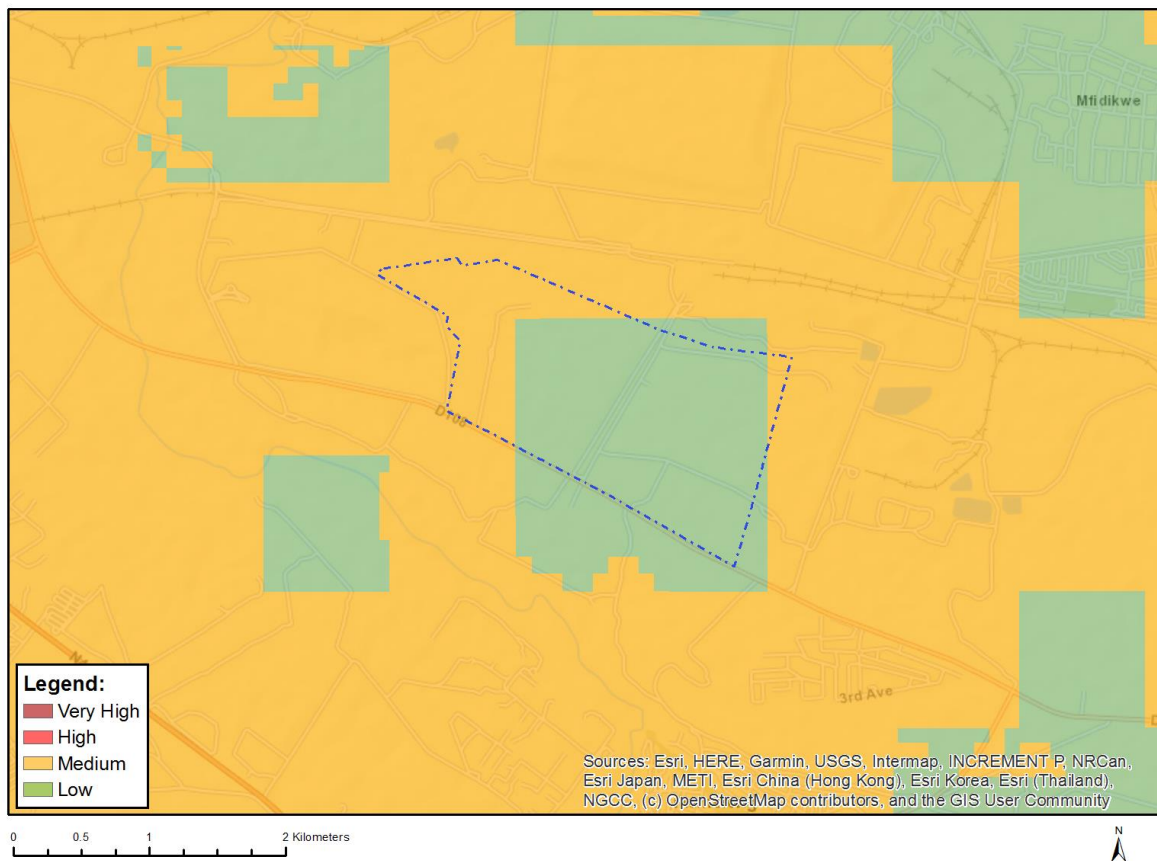 Mfidikwe
D108
3rd Ave
Legend:
Very High
High
Medium
Low
Sources: Esri, HERE, Garmin, USGS, Intermap, INCREMENT P, NRCan,
Esri Japan, METI, Esri China (Hong Kong), Esri Korea, Esri (Thailand),
NGCC, (c) OpenStreetMap contributors, and the GIS User Community
0 0.5 1 2 Kilometers
N